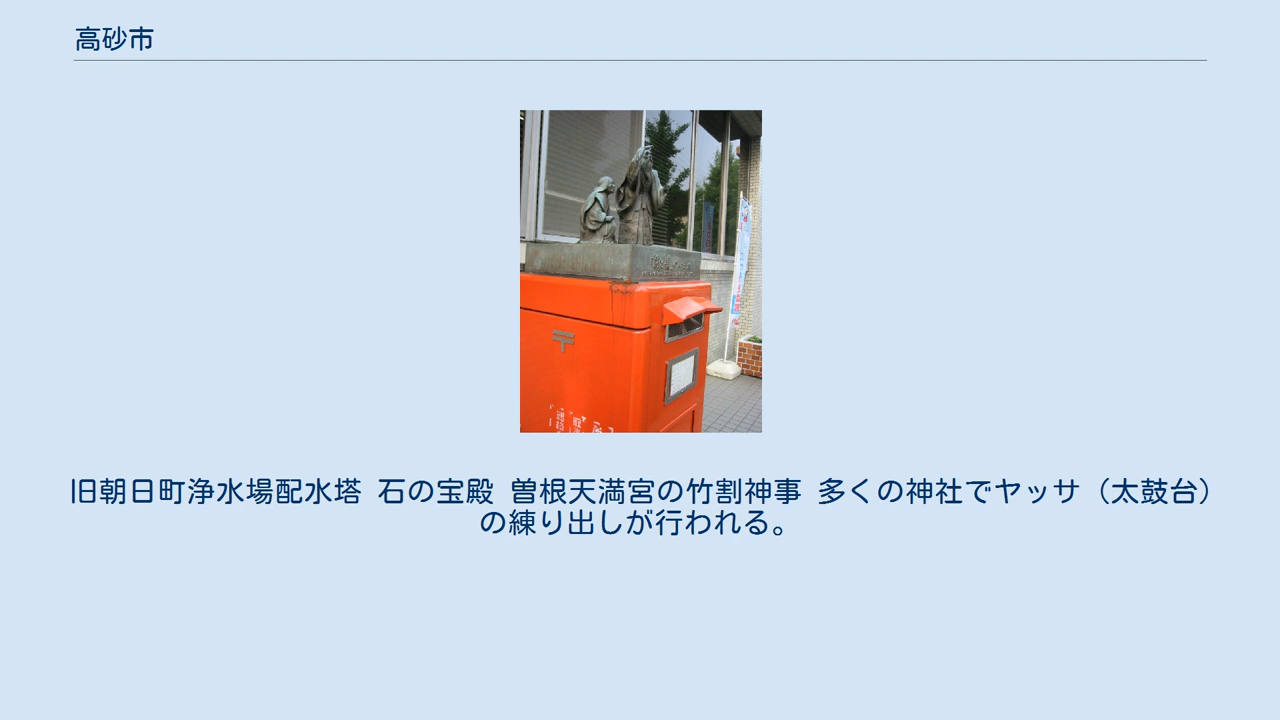 高砂市
旧朝日町浄水場配水塔 石の宝殿 曽根天満宮の竹割神事 多くの神社でヤッサ（太鼓台）
の練り出しが行われる。